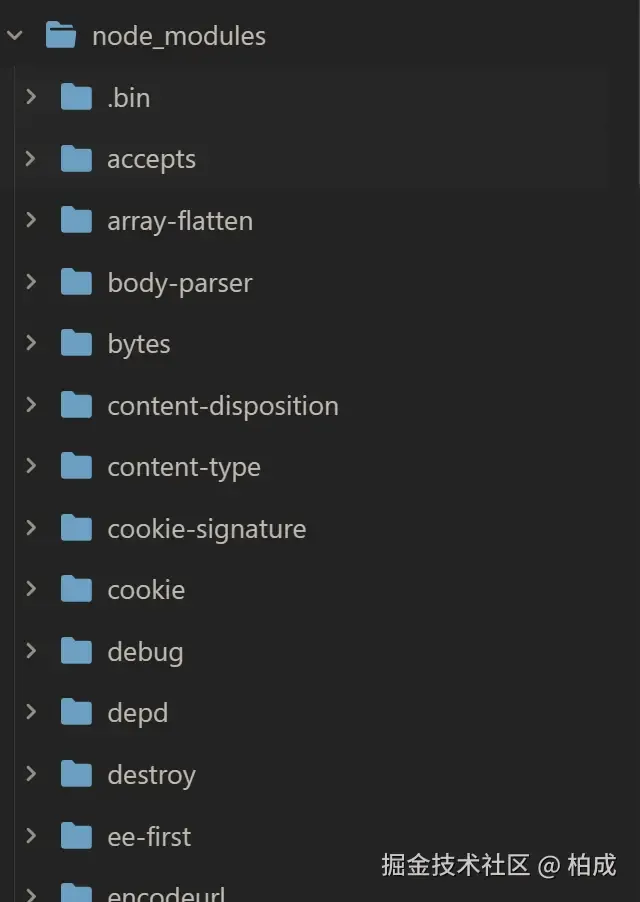 node_modules
.bin
accepts
array-flatten
body-parser
bytes
content-disposition
content-type
cookie-signature
cookie
debug
depd
destroy
ee-first
掘金技术社区 @ 柏成
encodeurl